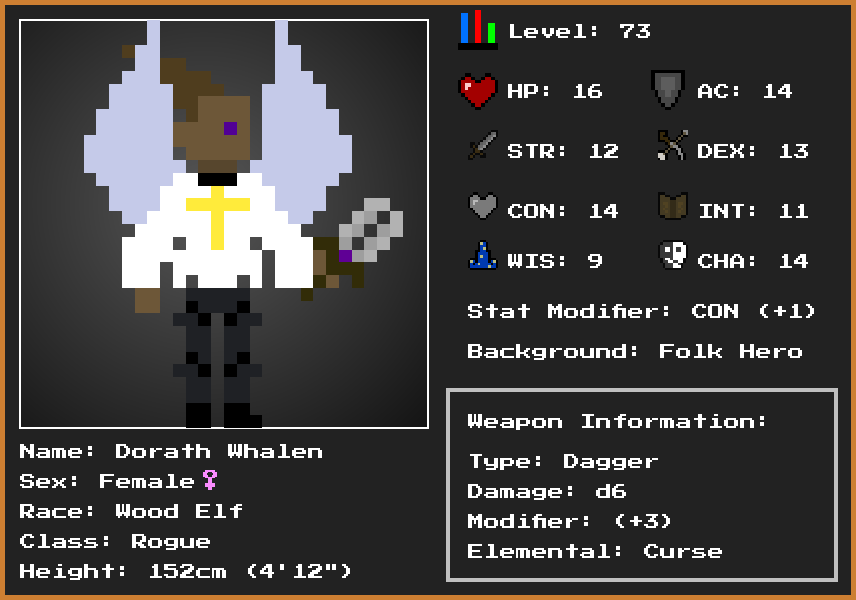 Level: 73
HP: 16
AC: 14
STR: 12
DEX: 13
CON: 14
INT: 11
WIS: 9
CHA: 14
Stat Modifier: CON (+1)
Background: Folk Hero
Weapon Information:
Type: Dagger
Damage: d6
Modifier: (+3)
Elemental: Curse
Name: Dorath Whalen
Sex: Female♀
Race: Wood Elf
Class: Rogue
Height: 152cm (4'12")